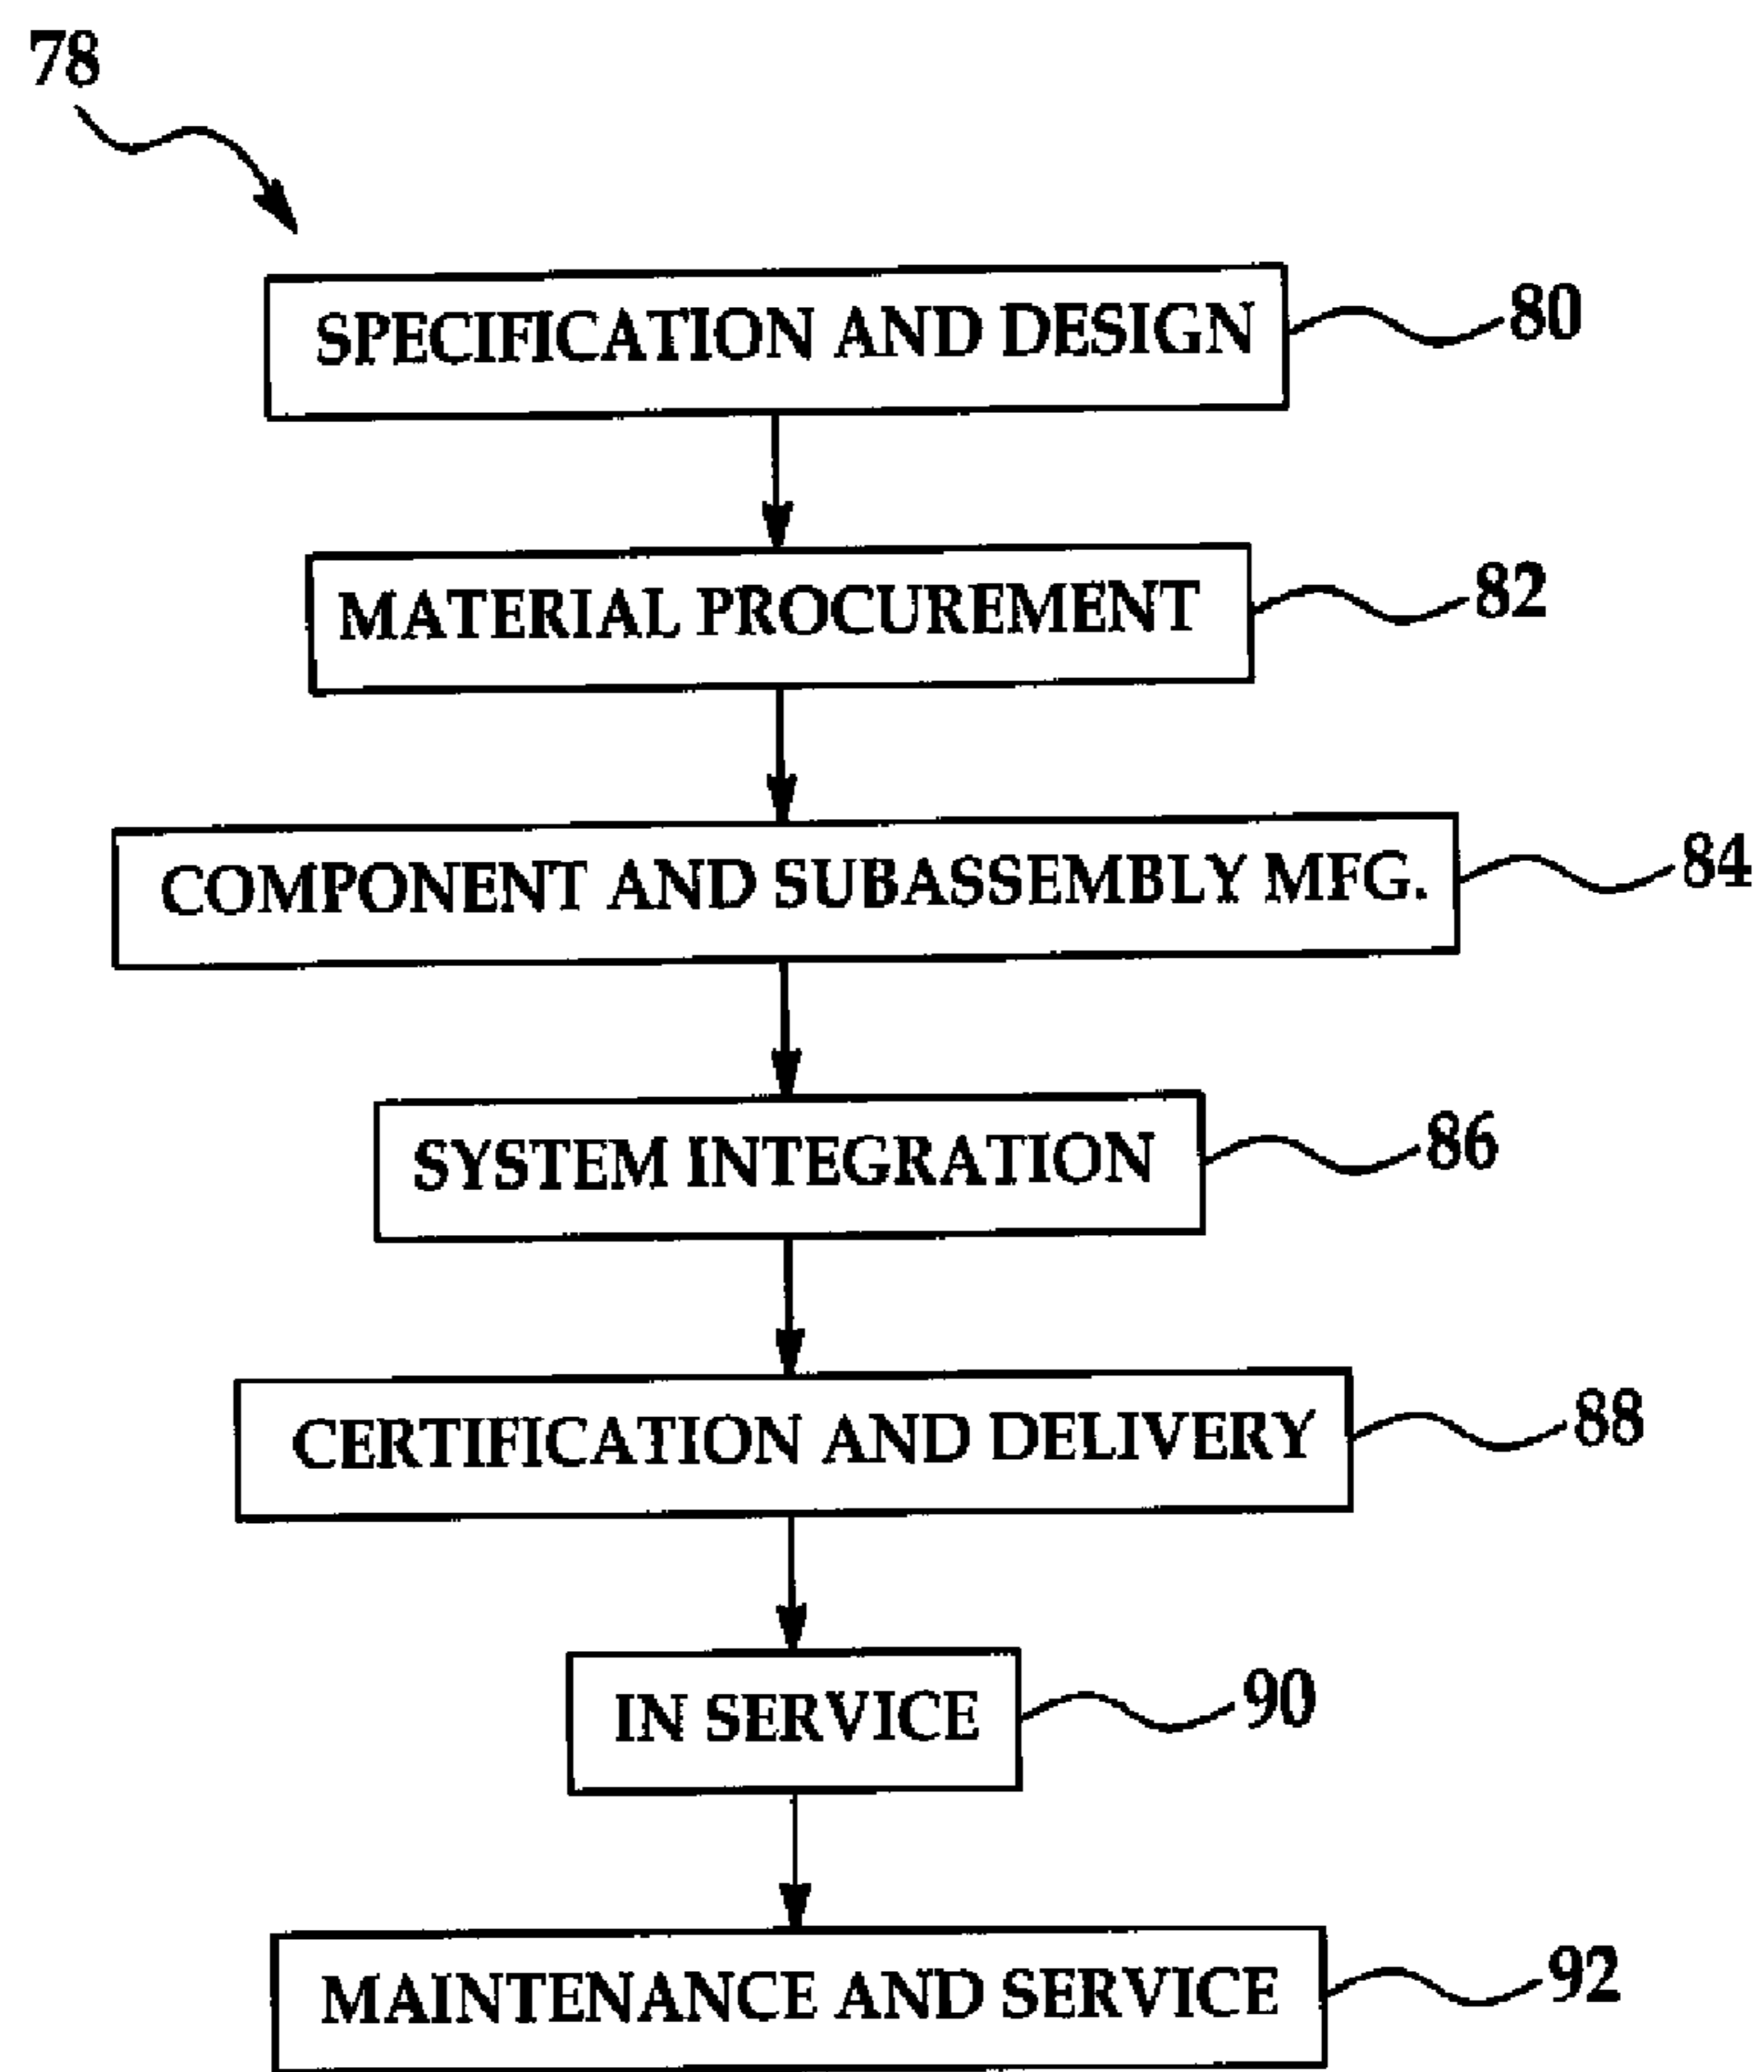 78
SPECIFICATION AND DESIGN 80
MATERIAL PROCUREMENT 82
COMPONENT AND SUBASSEMBLY MFG. 84
SYSTEM INTEGRATION 86
CERTIFICATION AND DELIVERY 88
IN SERVICE 90
MAINTENANCE AND SERVICE 92